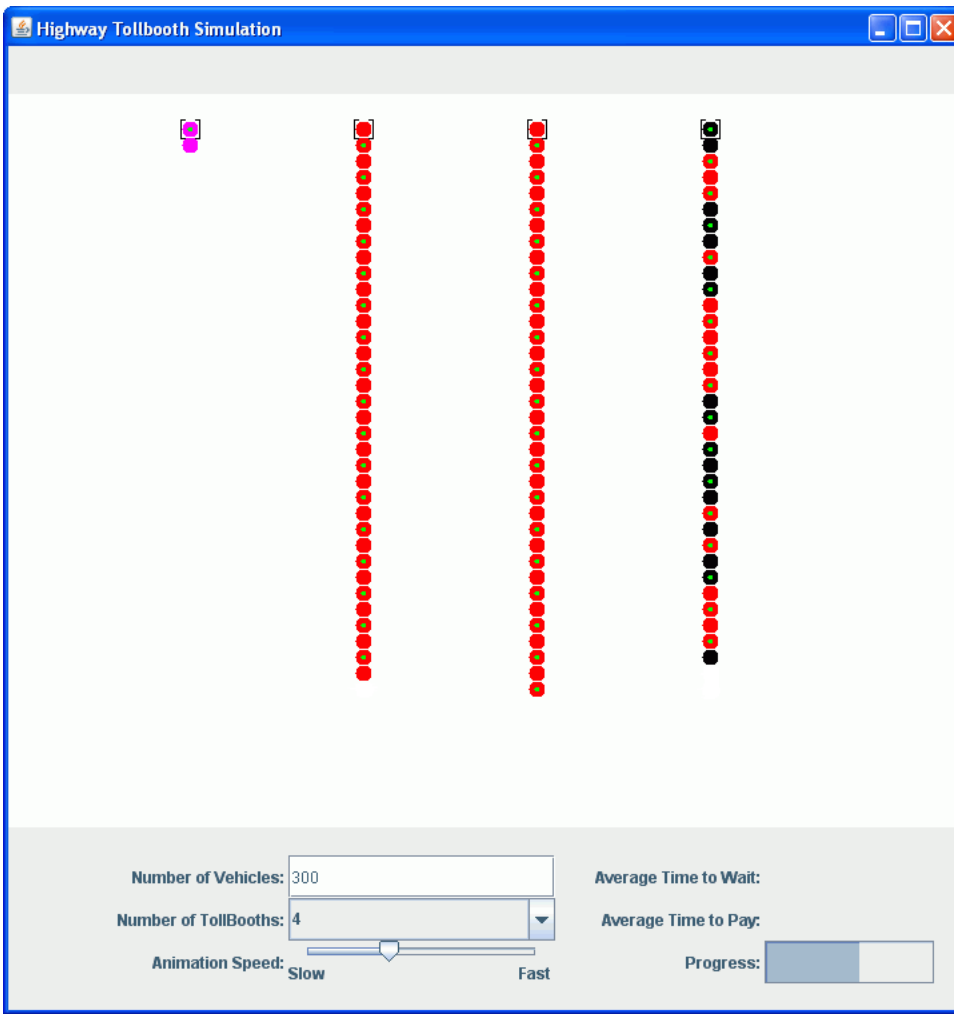 Highway Tollbooth Simulation
Number of Vehicles: 300
Average Time to Wait:
Number of TollBooths: 4
Average Time to Pay:
Animation Speed:
Slow Fast
Progress: